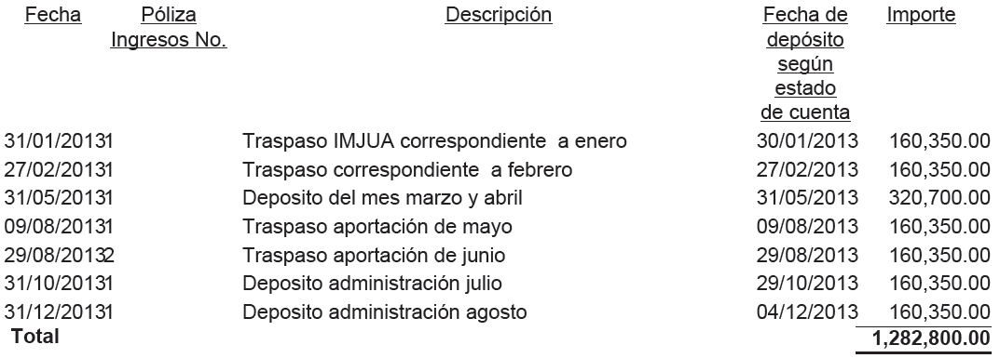 Fecha Póliza Descripción Fecha de Importe
Ingresos No. depósito
según
estado
de cuenta
31/01/2013 1 Traspaso IMJUA correspondiente a enero 30/01/2013 160,350.00
27/02/2013 1 Traspaso correspondiente a febrero 27/02/2013 160,350.00
31/05/2013 1 Deposito del mes marzo y abril 31/05/2013 320,700.00
09/08/2013 1 Traspaso aportación de mayo 09/08/2013 160,350.00
29/08/2013 2 Traspaso aportación de junio 29/08/2013 160,350.00
31/10/2013 1 Deposito administración julio 29/10/2013 160,350.00
31/12/2013 1 Deposito administración agosto 04/12/2013 160,350.00
Total 1,282,800.00